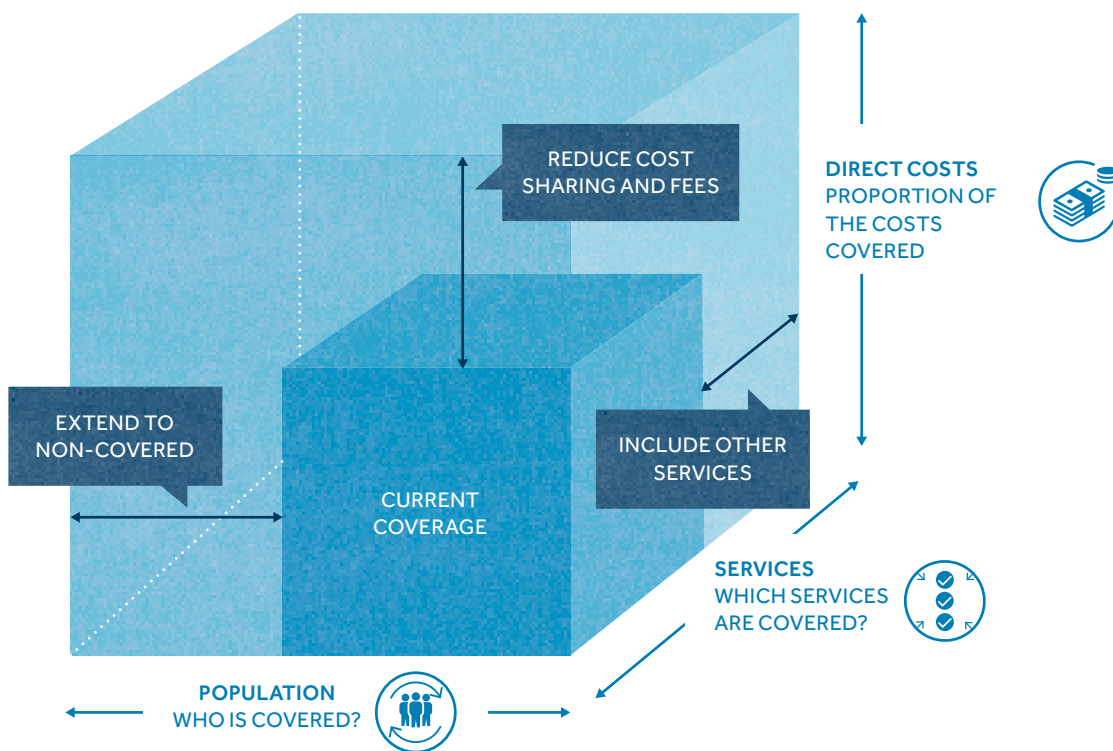 REDUCE COST
SHARING AND FEES
DIRECT COSTS
PROPORTION OF
THE COSTS
COVERED
EXTEND TO
NON-COVERED
INCLUDE OTHER
SERVICES
CURRENT
COVERAGE
SERVICES
WHICH SERVICES
ARE COVERED?
POPULATION
WHO IS COVERED?